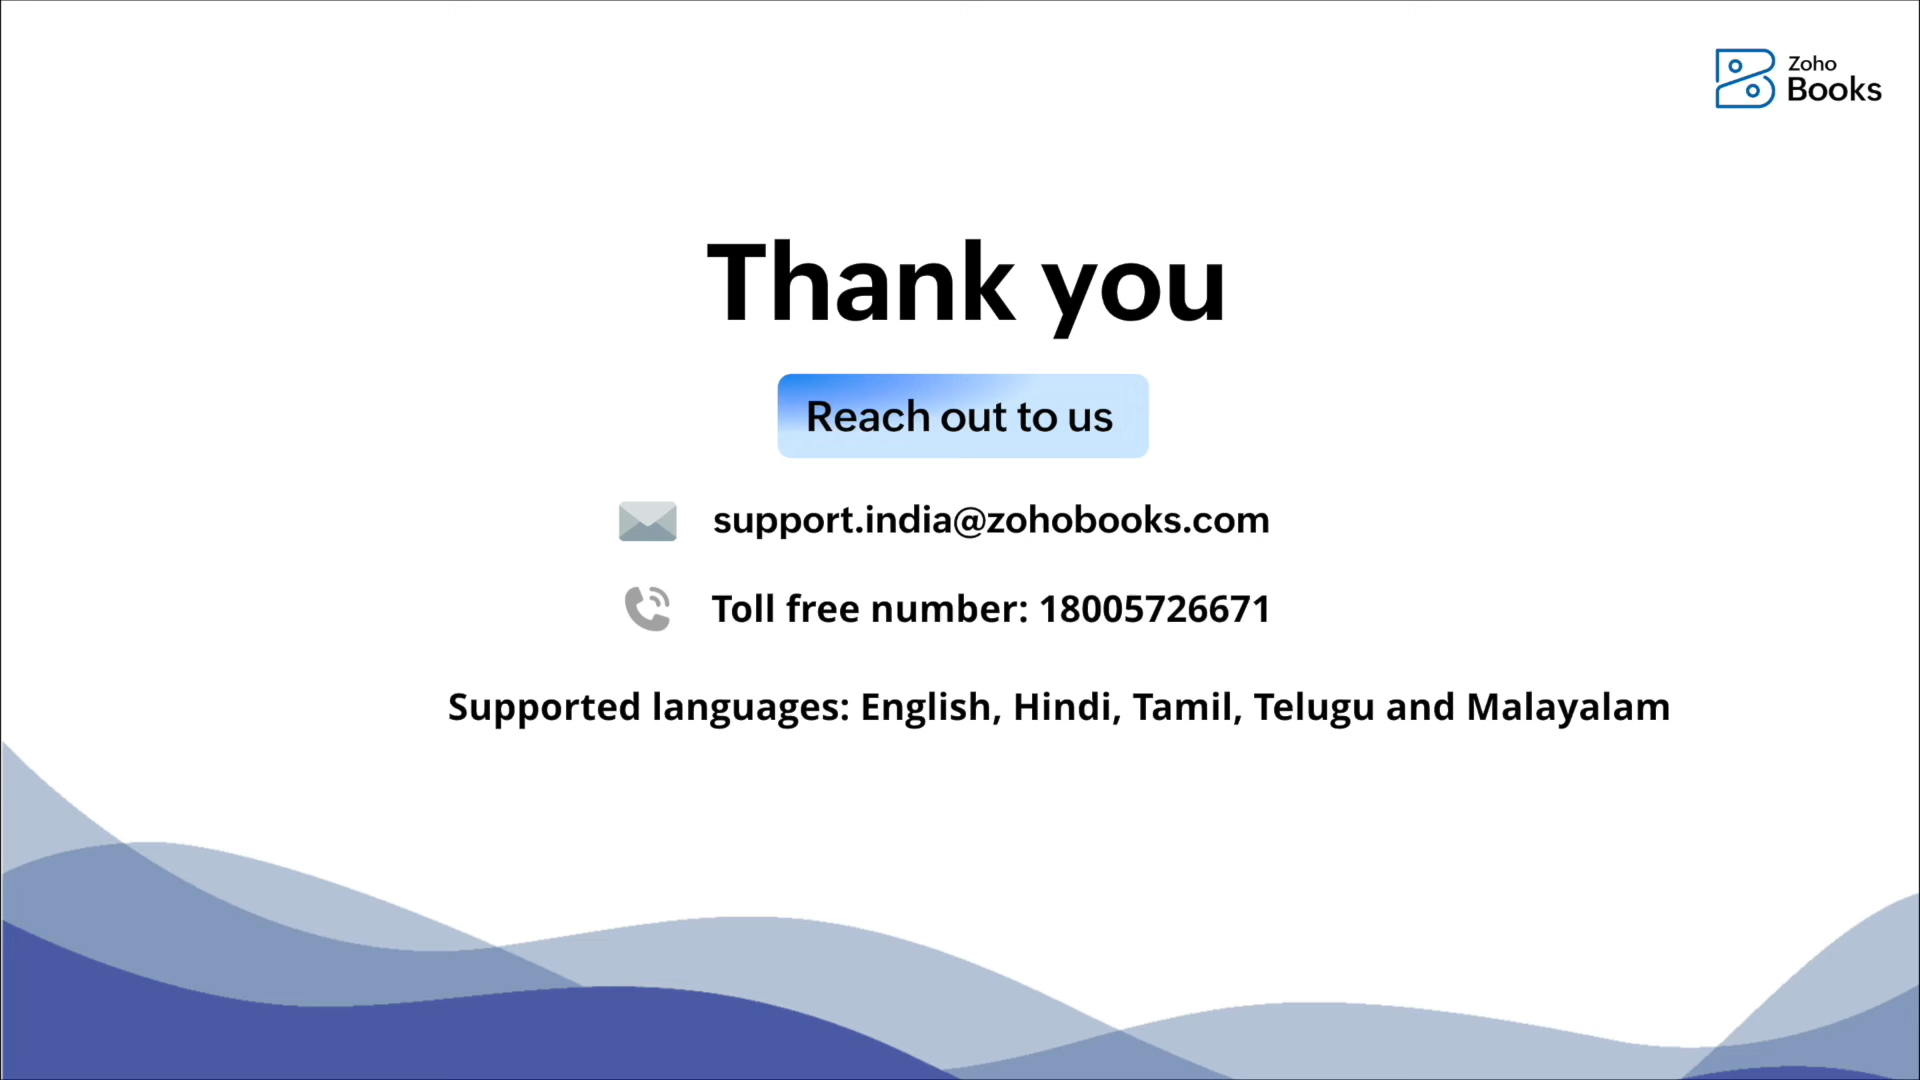 Zoho
Books
Thank you
Reach out to us
support.india@zohobooks.com
Toll free number: 18005726671
Supported languages: English, Hindi, Tamil, Telugu and Malayalam